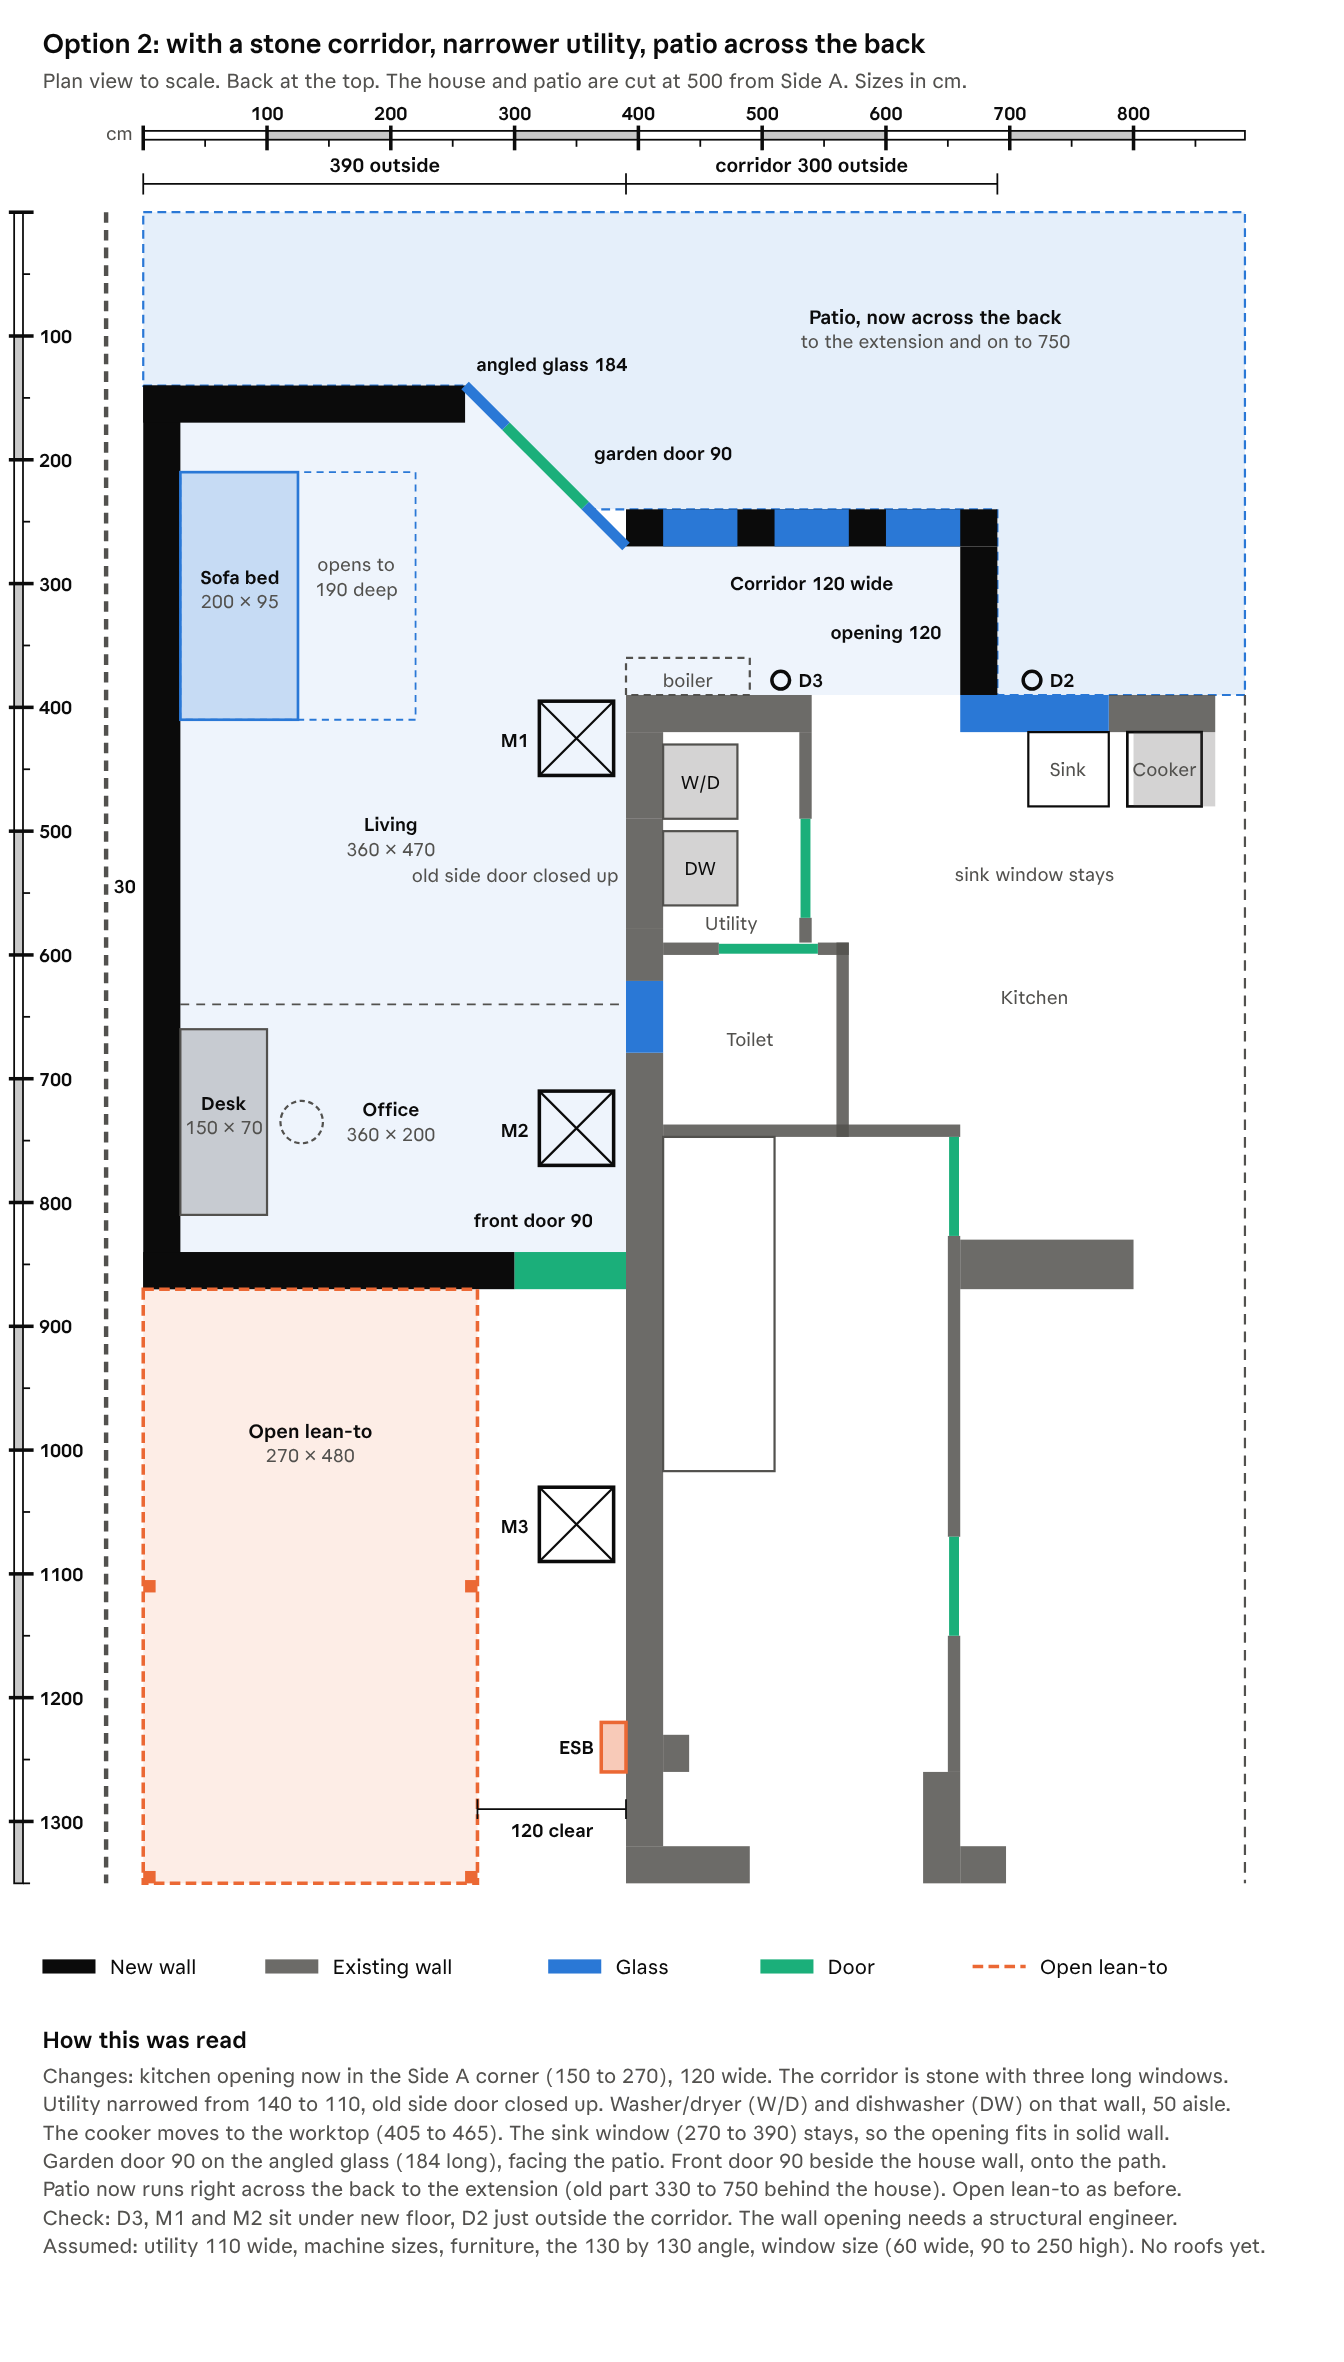 Option 2: with a stone corridor, narrower utility, patio across the back
Plan view to scale. Back at the top. The house and patio are cut at 500 from Side A. Sizes in cm.
cm
100 200 300 400 500 600 700 800
390 outside
corridor 300 outside
Patio, now across the back
to the extension and on to 750
100
angled glass 184
garden door 90
200
Sofa bed
200 × 95
opens to
190 deep
300
Corridor 120 wide
opening 120
boiler
D3
D2
400
M1
W/D
Sink
Cooker
Living
360 × 470
500
old side door closed up
DW
sink window stays
30
Utility
600
Kitchen
Toilet
700
Desk
150 × 70
Office
360 × 200
M2
800
front door 90
900
Open lean-to
270 × 480
1000
M3
1100
1200
ESB
1300
120 clear
New wall
Existing wall
Glass
Door
Open lean-to
How this was read
Changes: kitchen opening now in the Side A corner (150 to 270), 120 wide. The corridor is stone with three long windows.
Utility narrowed from 140 to 110, old side door closed up. Washer/dryer (W/D) and dishwasher (DW) on that wall, 50 aisle.
The cooker moves to the worktop (405 to 465). The sink window (270 to 390) stays, so the opening fits in solid wall.
Garden door 90 on the angled glass (184 long), facing the patio. Front door 90 beside the house wall, onto the path.
Patio now runs right across the back to the extension (old part 330 to 750 behind the house). Open lean-to as before.
Check: D3, M1 and M2 sit under new floor, D2 just outside the corridor. The wall opening needs a structural engineer.
Assumed: utility 110 wide, machine sizes, furniture, the 130 by 130 angle, window size (60 wide, 90 to 250 high). No roofs yet.